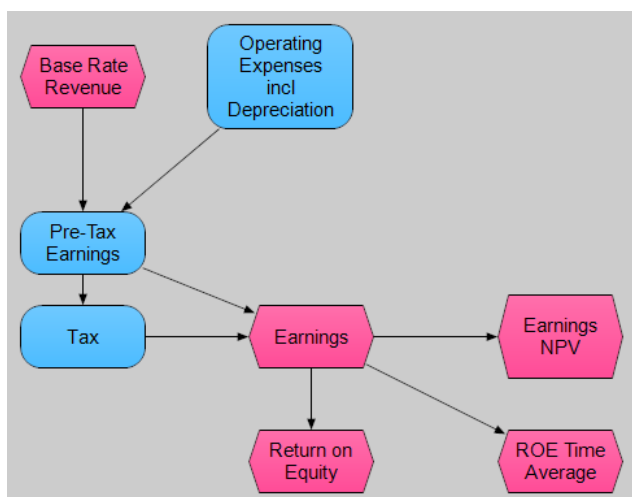 Base Rate
Revenue
Operating
Expenses
incl
Depreciation
Pre-Tax
Earnings
Tax
Earnings
Earnings
NPV
Return on
Equity
ROE Time
Average